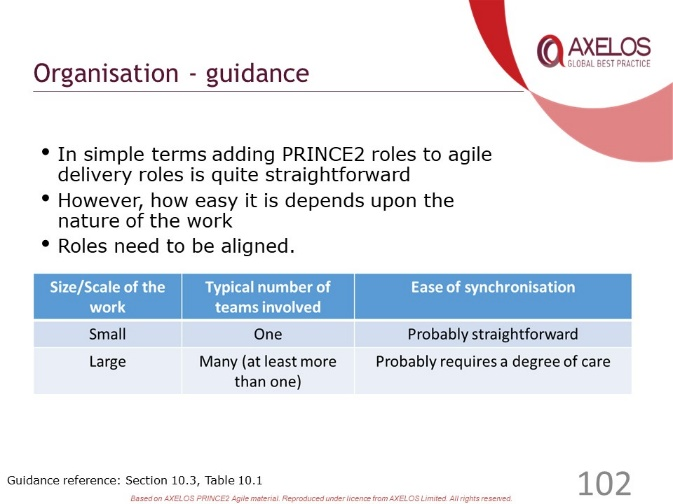 AXELOS
GLOBAL BEST PRACTICE
Organisation - guidance
• In simple terms adding PRINCE2 roles to agile
delivery roles is quite straightforward
• However, how easy it is depends upon the
nature of the work
• Roles need to be aligned.
Size/Scale of the work Typical number of teams involved Ease of synchronisation
Small One Probably straightforward
Large Many (at least more than one) Probably requires a degree of care
Guidance reference: Section 10.3, Table 10.1
102
Based on AXELOS PRINCE2 Agile material. Reproduced under licence from AXELOS Limited. All rights reserved.